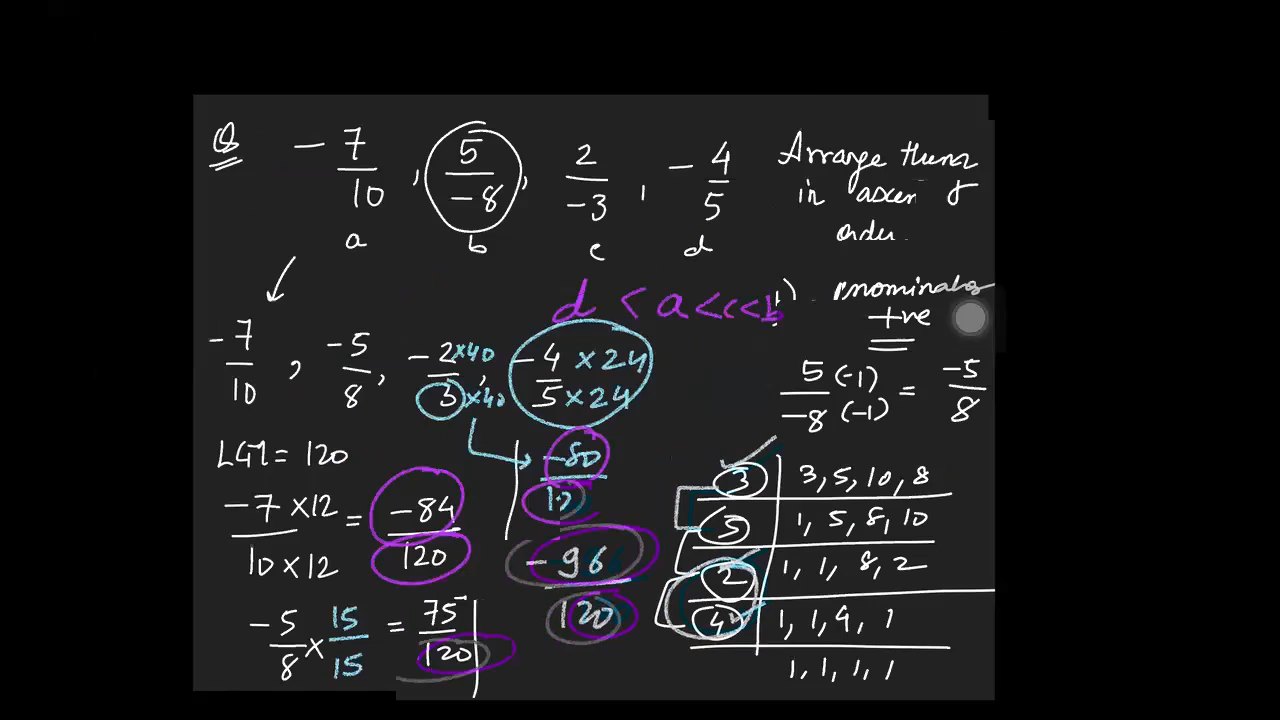 Q -7/10, 5/-8, 2/-3, -4/5 Arrange them
in ascen g
order.
a b c d
d < a < c < b
1) Denominator
+ve
-7/10, -5/8, -2×40/3×40, -4×24/5×24
5(-1)/-8(-1) = -5/8
LCM = 120
-7×12/10×12 = -84/120
-80/120
-96/120
-5/8 × 15/15 = 75/120
3 | 3, 5, 10, 8
5 | 1, 5, 8, 10
2 | 1, 1, 8, 2
4 | 1, 1, 4, 1
1, 1, 1, 1